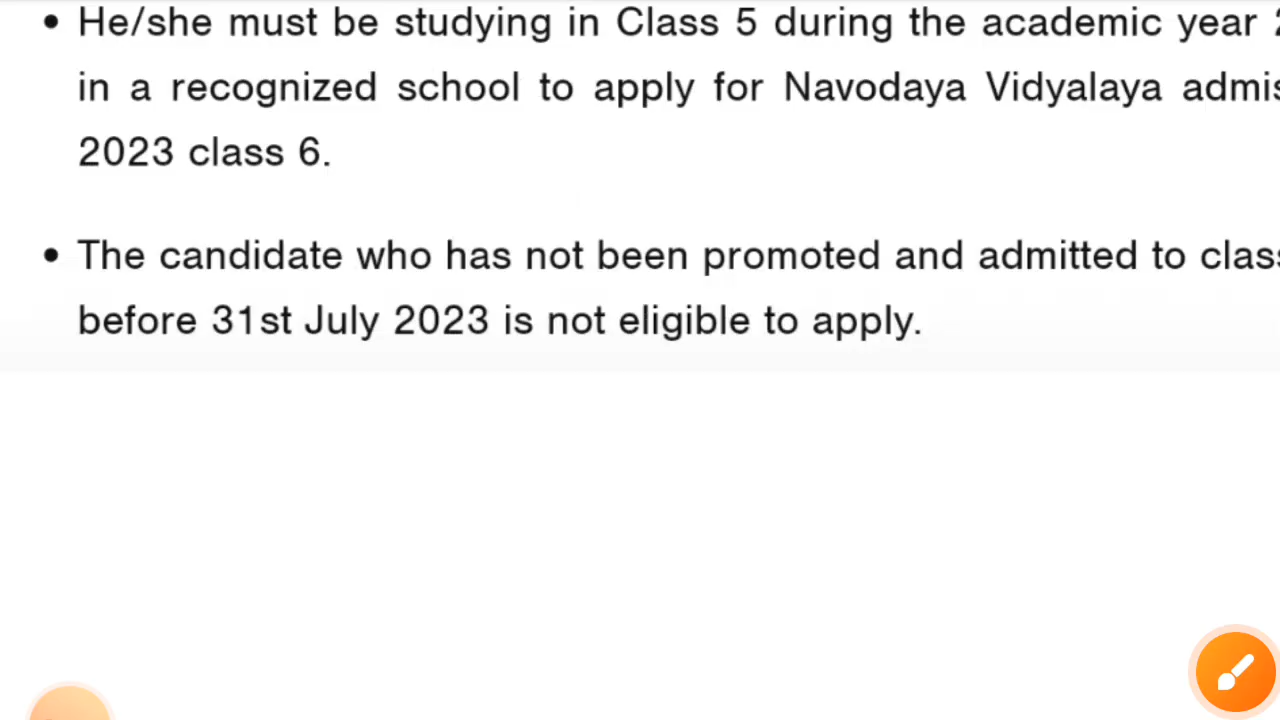 • He/she must be studying in Class 5 during the academic year
in a recognized school to apply for Navodaya Vidyalaya
2023 class 6.
• The candidate who has not been promoted and admitted to
before 31st July 2023 is not eligible to apply.